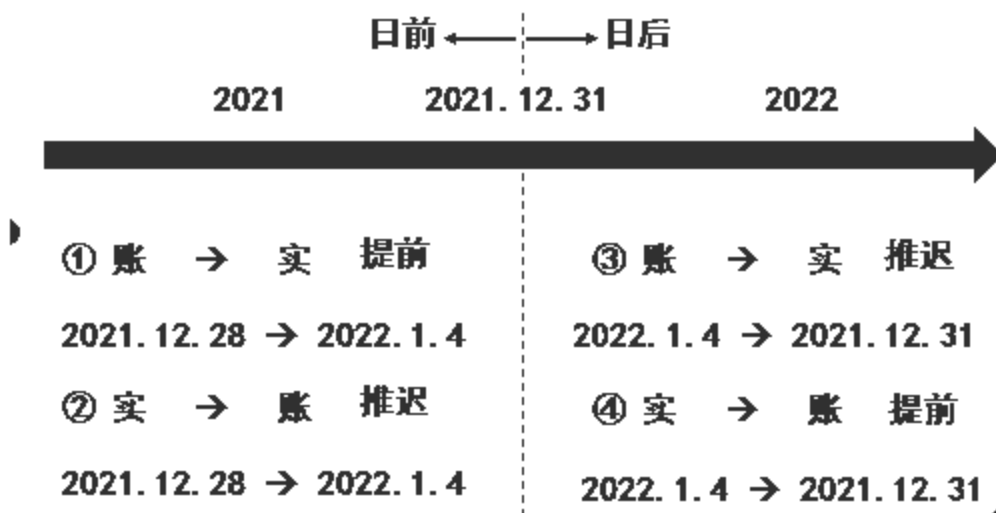 日前 ←→ 日后
2021 2021.12.31 2022
① 账 → 实 提前
2021.12.28 → 2022.1.4
② 实 → 账 推迟
2021.12.28 → 2022.1.4
③ 账 → 实 推迟
2022.1.4 → 2021.12.31
④ 实 → 账 提前
2022.1.4 → 2021.12.31